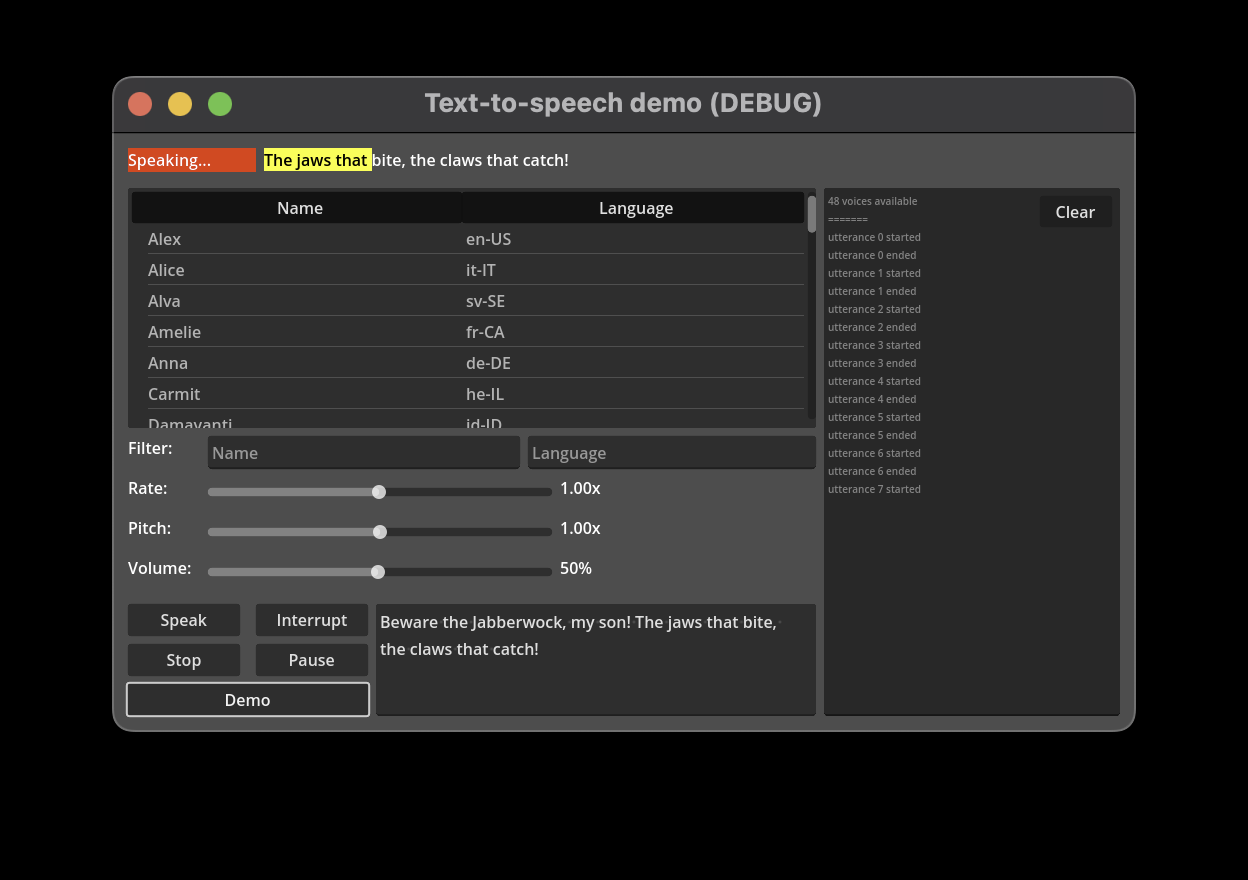 Text-to-speech demo (DEBUG)
Speaking... The jaws that bite, the claws that catch!
Name Language
Alex en-US
Alice it-IT
Alva sv-SE
Amelie fr-CA
Anna de-DE
Carmit he-IL
Damayanti id-ID
Filter: Name Language
Rate: 1.00x
Pitch: 1.00x
Volume: 50%
Speak Interrupt
Stop Pause
Demo
Beware the Jabberwock, my son! The jaws that bite,
the claws that catch!
48 voices available
=======
utterance 0 started
utterance 0 ended
utterance 1 started
utterance 1 ended
utterance 2 started
utterance 2 ended
utterance 3 started
utterance 3 ended
utterance 4 started
utterance 4 ended
utterance 5 started
utterance 5 ended
utterance 6 started
utterance 6 ended
utterance 7 started
Clear